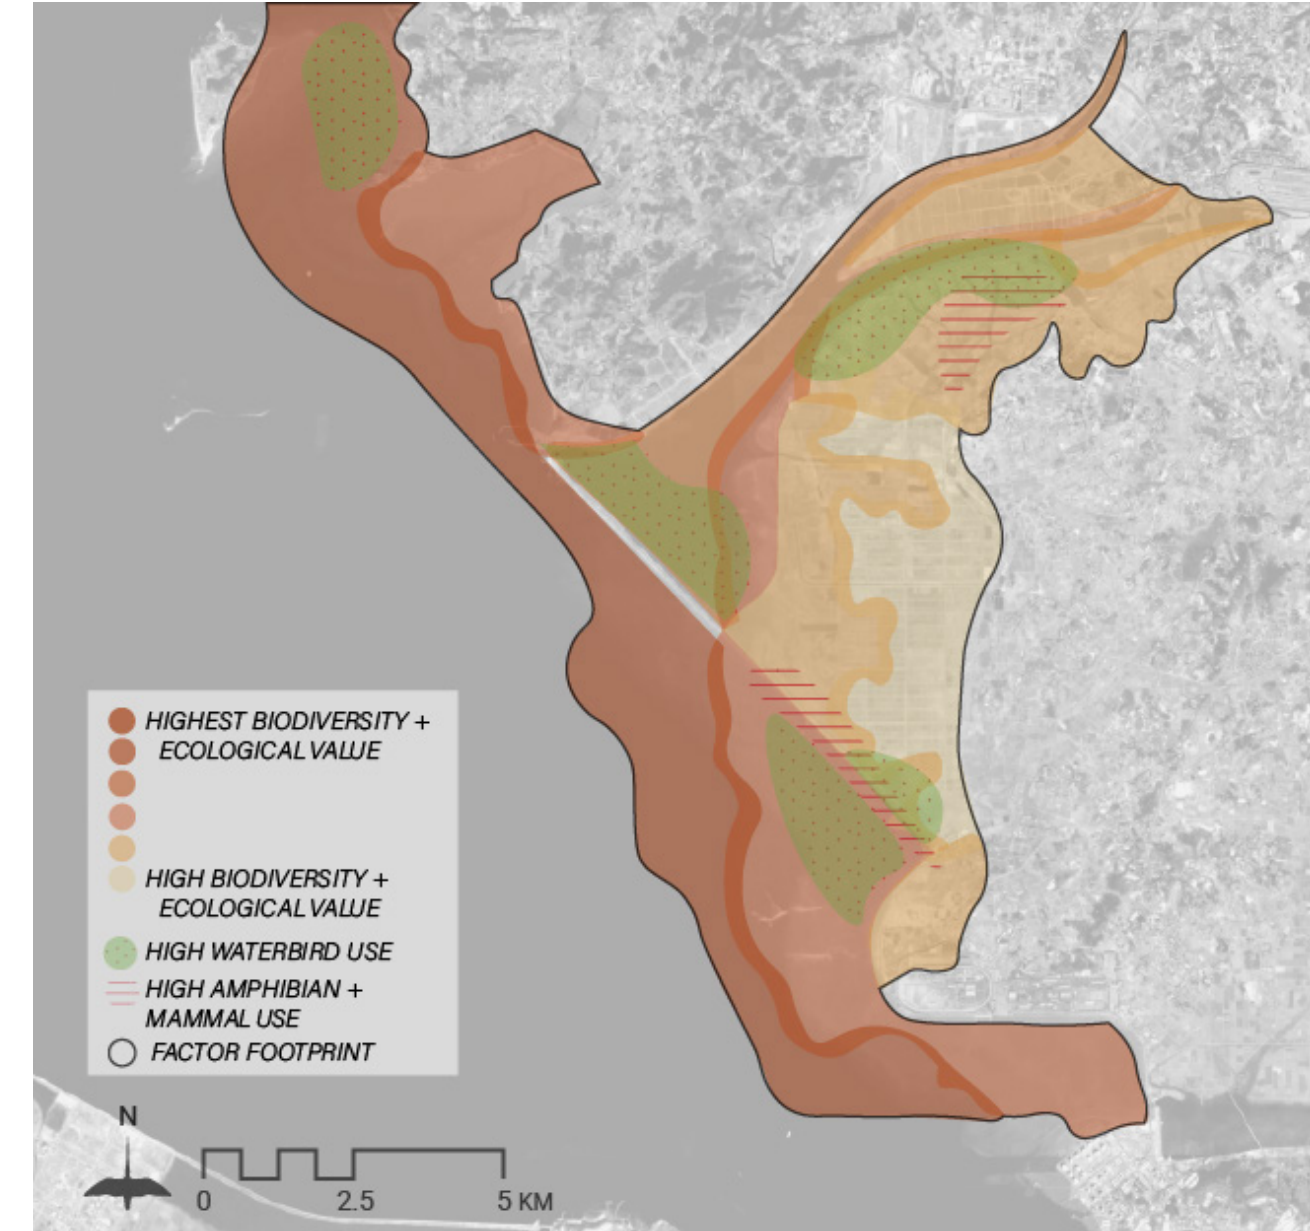 HIGHEST BIODIVERSITY +
ECOLOGICAL VALUE
HIGH BIODIVERSITY +
ECOLOGICAL VALUE
HIGH WATERBIRD USE
HIGH AMPHIBIAN +
MAMMAL USE
FACTOR FOOTPRINT
N
0 2.5 5 KM